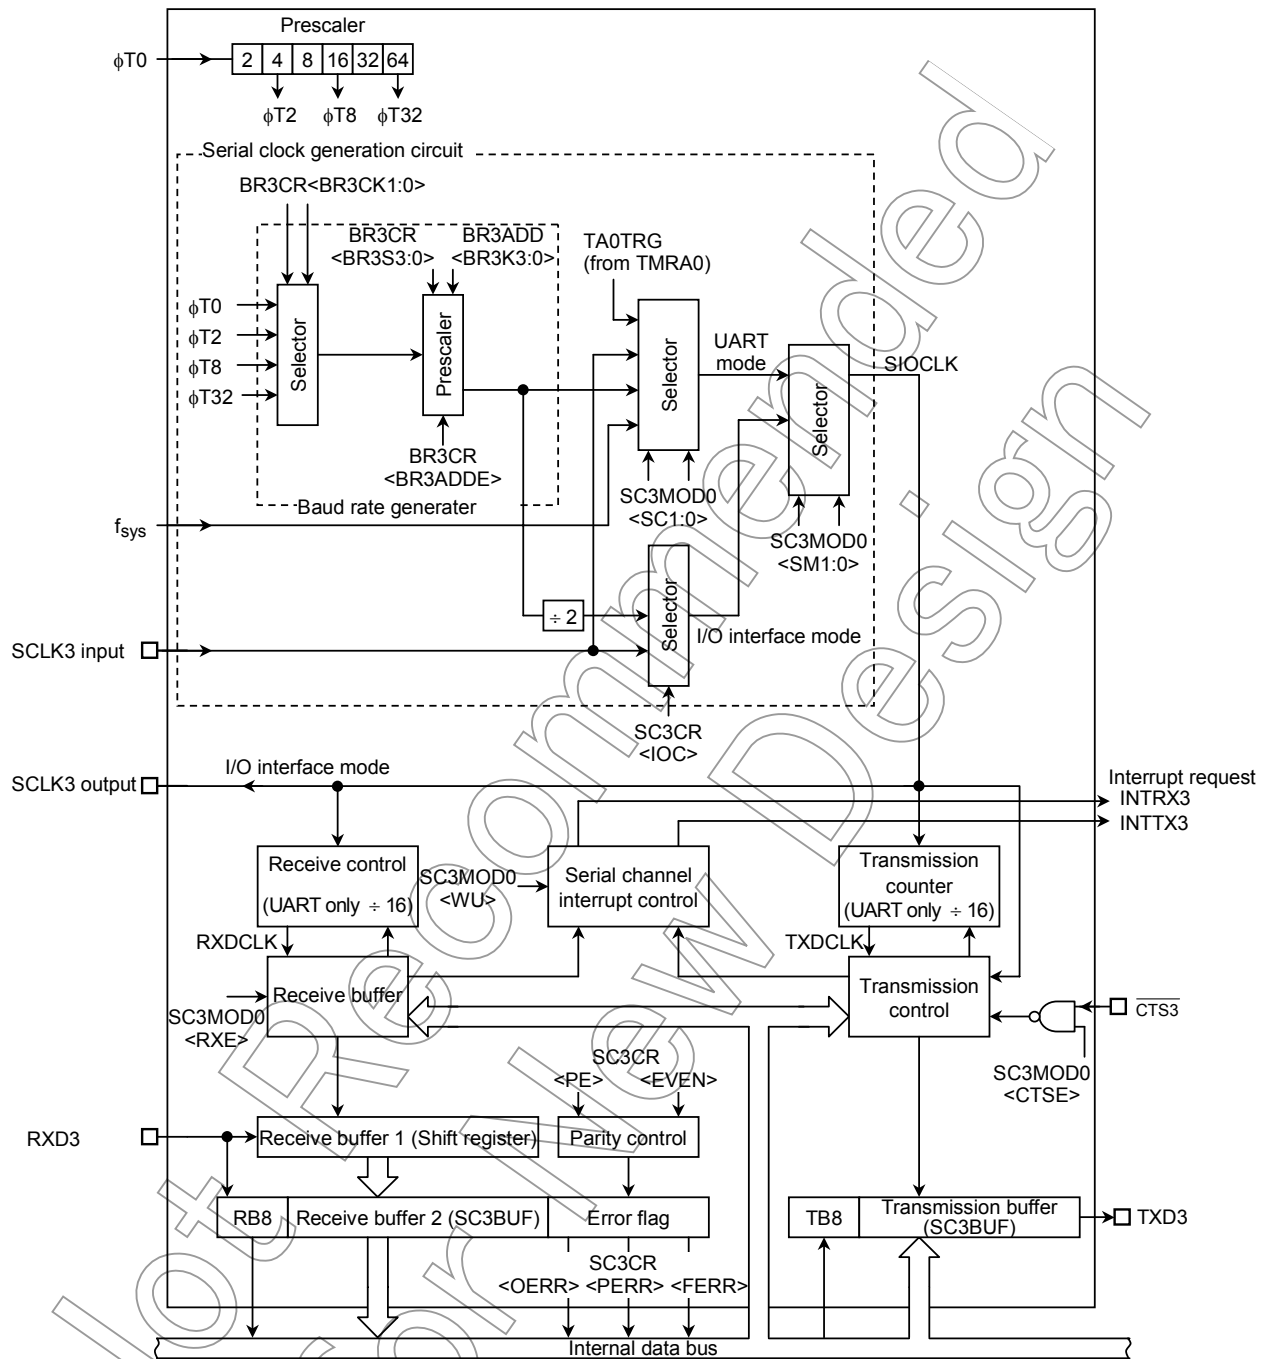 Prescaler
φT0
2 4 8 16 32 64
φT2 φT8 φT32
Serial clock generation circuit
BR3CR<BR3CK1:0>
BR3CR
<BR3S3:0>
BR3ADD
<BR3K3:0>
TA0TRG
(from TMRA0)
φT0
φT2
φT8
φT32
Selector
Prescaler
Selector
UART
mode
Selector
SIOCLK
BR3CR
<BR3ADDE>
Baud rate generater
SC3MOD0
<SC1:0>
fsys
SC3MOD0
<SM1:0>
÷ 2
Selector
I/O interface mode
SCLK3 input
SC3CR
<IOC>
SCLK3 output
I/O interface mode
Interrupt request
INTRX3
INTTX3
Receive control
(UART only ÷ 16)
SC3MOD0
<WU>
Serial channel
interrupt control
Transmission
counter
(UART only ÷ 16)
RXDCLK
TXDCLK
Receive buffer
SC3MOD0
<RXE>
Transmission
control
CTS3
SC3MOD0
<CTSE>
SC3CR
<PE> <EVEN>
RXD3
Receive buffer 1 (Shift register)
Parity control
RB8
Receive buffer 2 (SC3BUF)
Error flag
TB8
Transmission buffer
(SC3BUF)
TXD3
SC3CR
<OERR> <PERR> <FERR>
Internal data bus
Not Recommended
for New Design